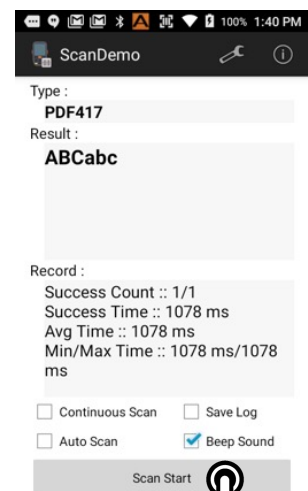 100% 1:40 PM
ScanDemo
Type :
PDF417
Result :
ABCabc
Record :
Success Count :: 1/1
Success Time :: 1078 ms
Avg Time :: 1078 ms
Min/Max Time :: 1078 ms/1078
ms
Continuous Scan Save Log
Auto Scan Beep Sound
Scan Start